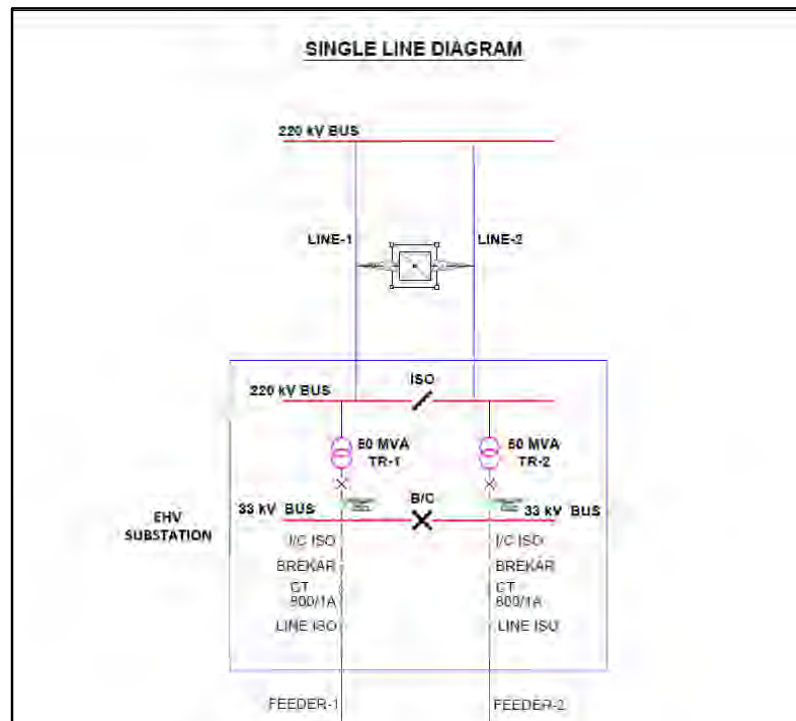 SINGLE LINE DIAGRAM
220 kV BUS
LINE-1
LINE-2
ISO
220 kV BUS
50 MVA
TR-1
50 MVA
TR-2
B/C
33 kV BUS
33 kV BUS
EHV
SUBSTATION
I/C ISO
BREKAR
CT
800/1A
LINE ISO
I/C ISO
BREKAR
CT
800/1A
LINE ISO
FEEDER-1
FEEDER-2